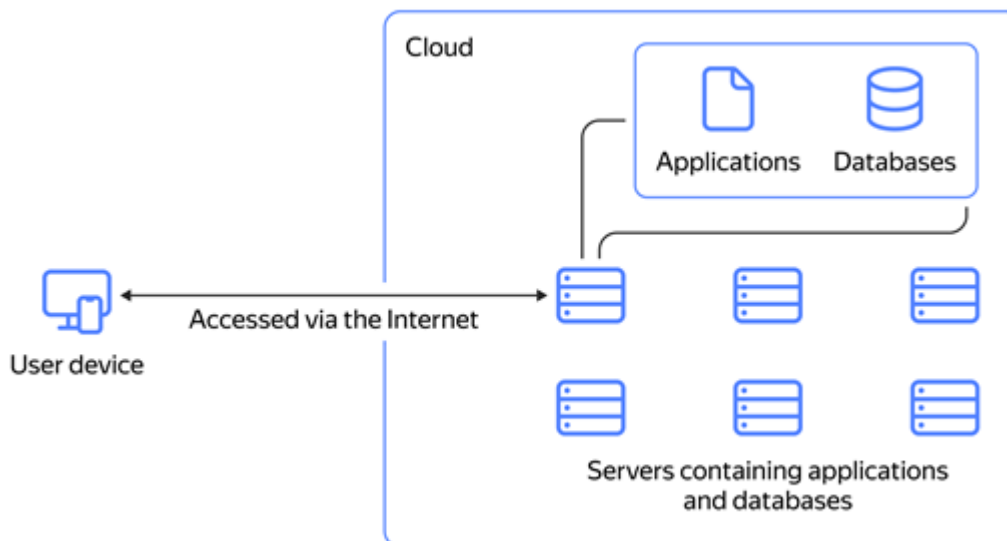 Cloud
Applications
Databases
Accessed via the Internet
User device
Servers containing applications
and databases